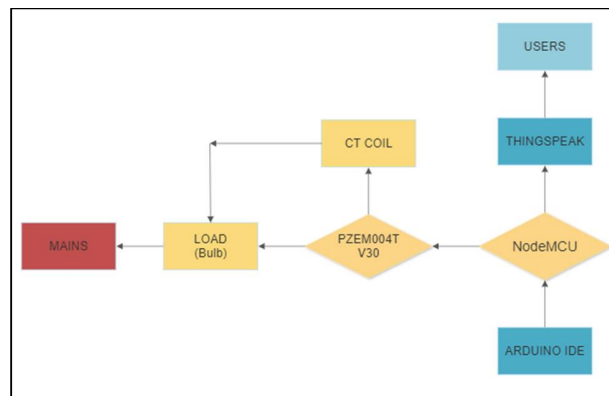 USERS
THINGSPEAK
CT COIL
MAINS
LOAD
(Bulb)
PZEM004T
V30
NodeMCU
ARDUINO IDE